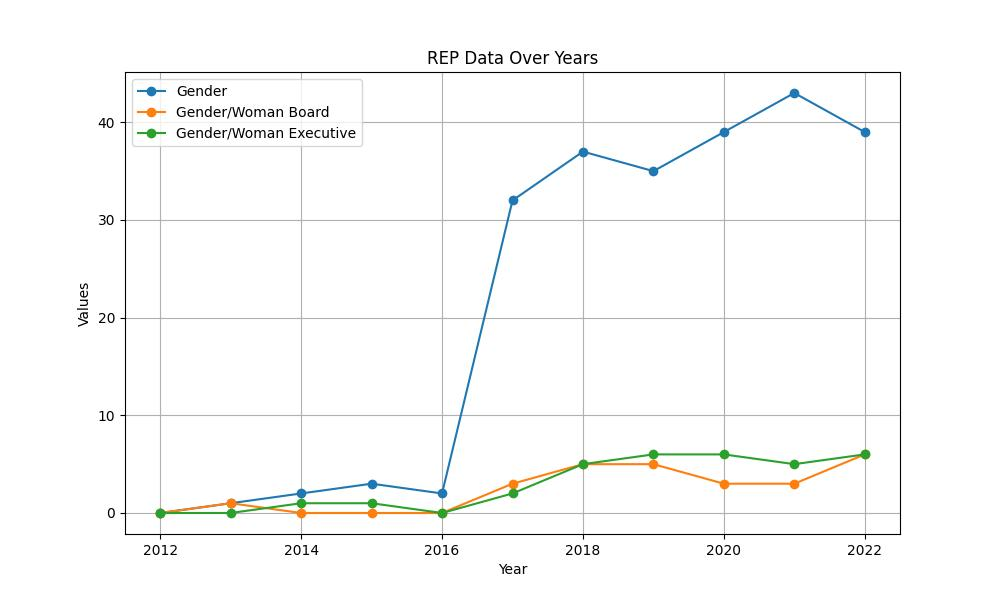 REP Data Over Years
Gender
Gender/Woman Board
Gender/Woman Executive
Values
40
30
20
10
0
2012 2014 2016 2018 2020 2022
Year